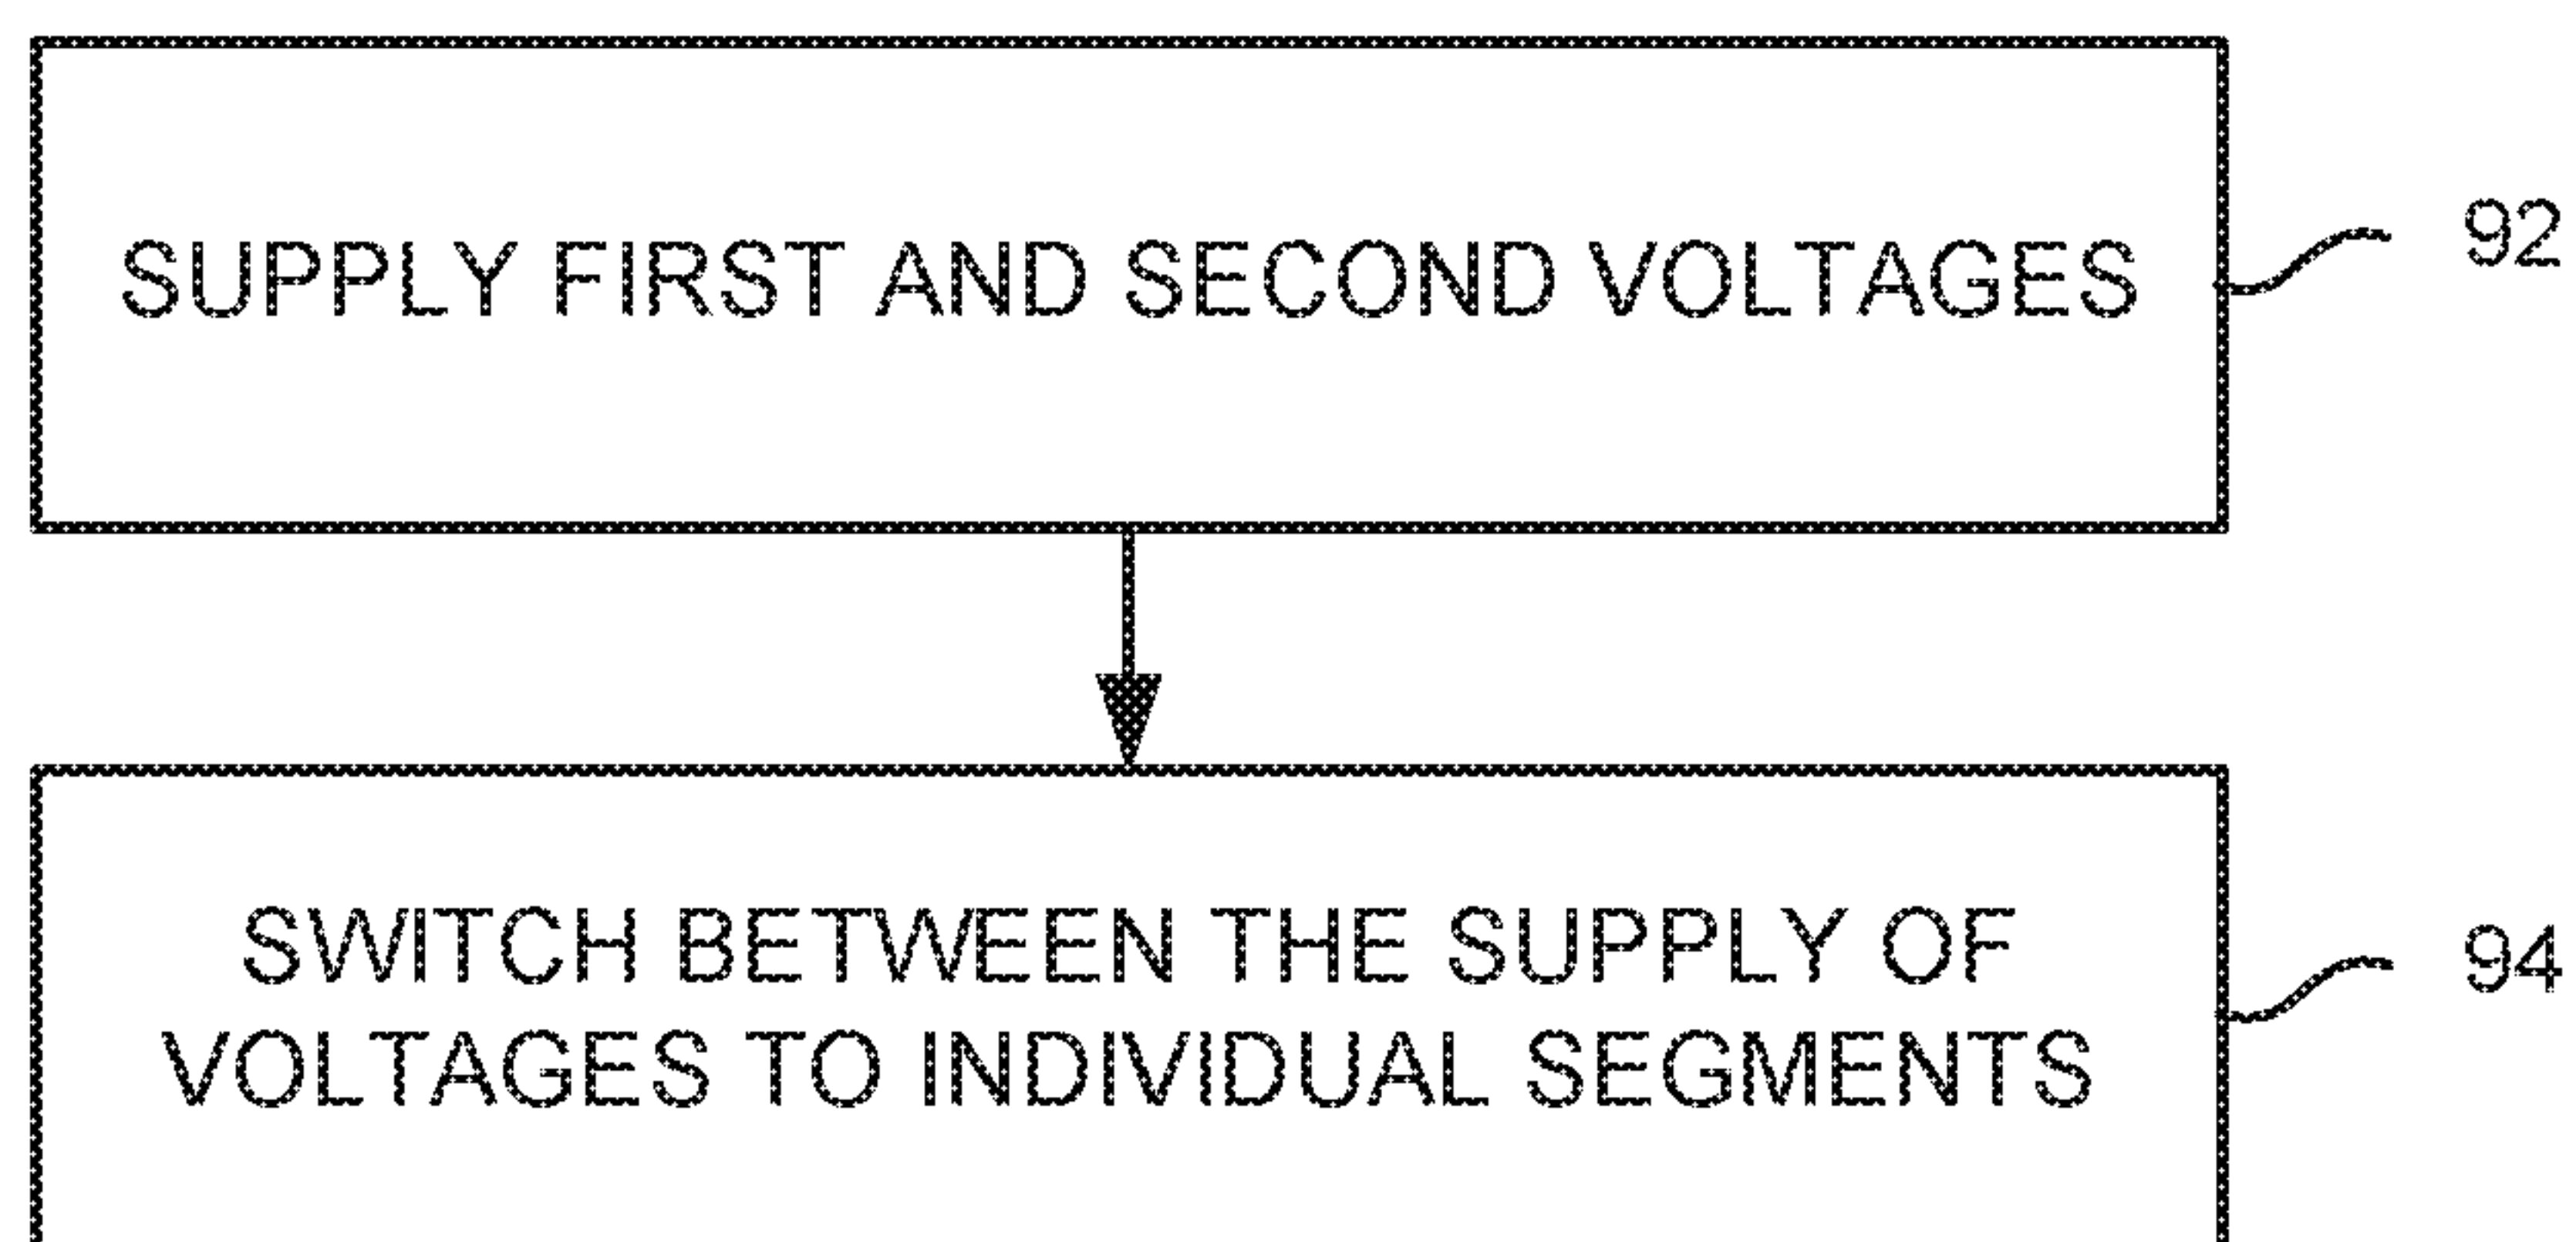 SUPPLY FIRST AND SECOND VOLTAGES
92
SWITCH BETWEEN THE SUPPLY OF
VOLTAGES TO INDIVIDUAL SEGMENTS
94